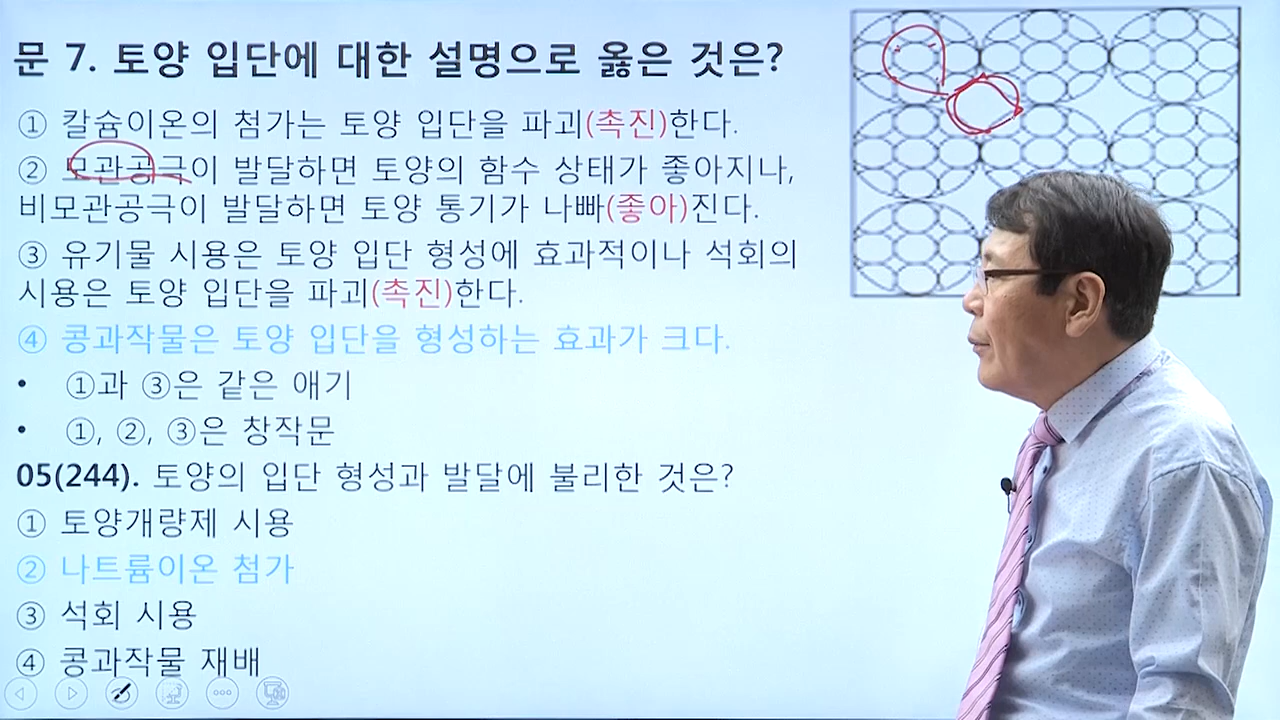 문 7. 토양 입단에 대한 설명으로 옳은 것은?
① 칼슘이온의 첨가는 토양 입단을 파괴(촉진)한다.
② 모관공극이 발달하면 토양의 함수 상태가 좋아지나,
비모관공극이 발달하면 토양 통기가 나빠(좋아)진다.
③ 유기물 시용은 토양 입단 형성에 효과적이나 석회의
시용은 토양 입단을 파괴(촉진)한다.
④ 콩과작물은 토양 입단을 형성하는 효과가 크다.
• ①과 ③은 같은 얘기
• ①, ②, ③은 창작문
05(244). 토양의 입단 형성과 발달에 불리한 것은?
① 토양개량제 시용
② 나트륨이온 첨가
③ 석회 시용
④ 콩과작물 재배